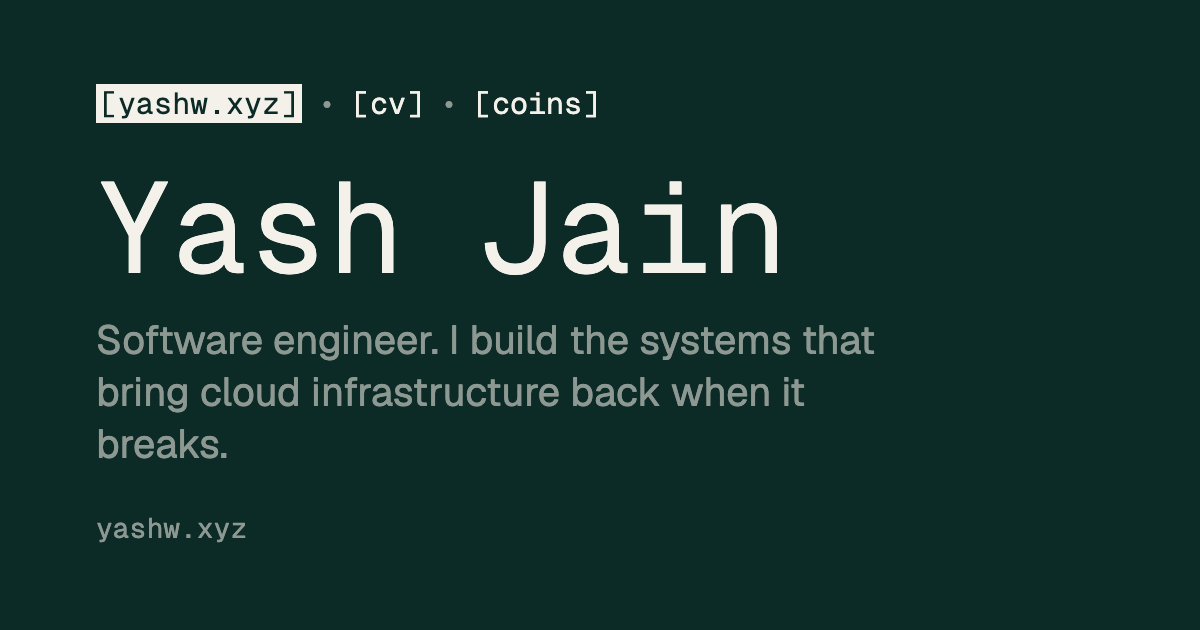 [yashw.xyz] • [cv] • [coins]
Yash Jain
Software engineer. I build the systems that
bring cloud infrastructure back when it
breaks.
yashw.xyz